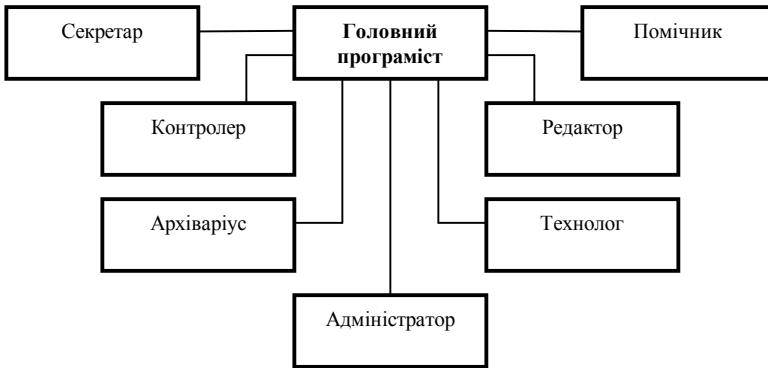 Секретар
Головний
програміст
Помічник
Контролер
Редактор
Архіваріус
Технолог
Адміністратор